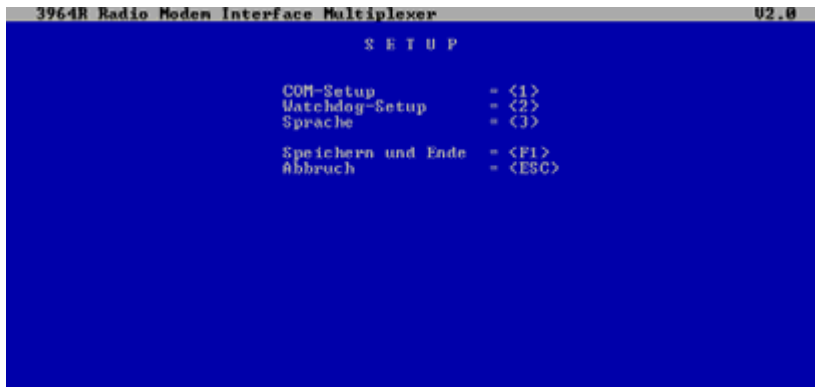 3964R Radio Modem Interface Multiplexer V2.0
S E T U P
COM-Setup = <1>
Watchdog-Setup = <2>
Sprache = <3>
Speichern und Ende = <F1>
Abbruch = <ESC>